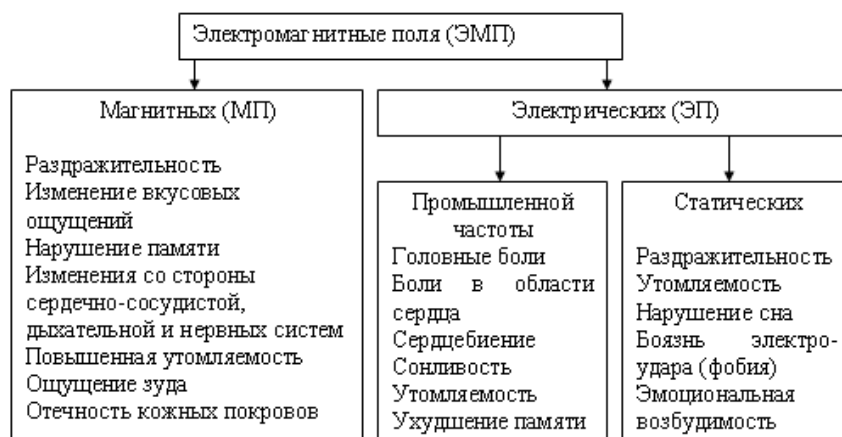 Электромагнитные поля (ЭМП)
Магнитных (МП)
Раздражительность
Изменение вкусовых
ощущений
Нарушение памяти
Изменения со стороны
сердечно-сосудистой,
дыхательной и нервных систем
Повышенная утомляемость
Ощущение зуда
Отечность кожных покровов
Электрических (ЭП)
Промышленной
частоты
Головные боли
Боли в области
сердца
Сердцебиение
Сонливость
Утомляемость
Ухудшение памяти
Статических
Раздражительность
Утомляемость
Нарушение сна
Боязнь электро-
удара (фобия)
Эмоциональная
возбудимость